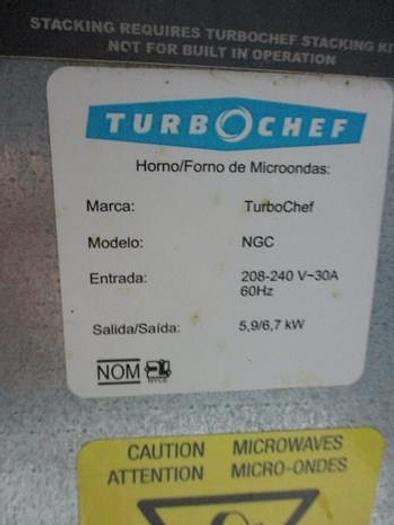 STACKING REQUIRES TURBOCHEF STACKING KI
NOT FOR BUILT IN OPERATION
TURBOCHEF
Horno/Forno de Microondas:
Marca: TurboChef
Modelo: NGC
Entrada: 208-240 V~30A
60Hz
Salida/Saída: 5,9/6,7 kW
NOM NYCE
CAUTION MICROWAVES
ATTENTION MICRO-ONDES